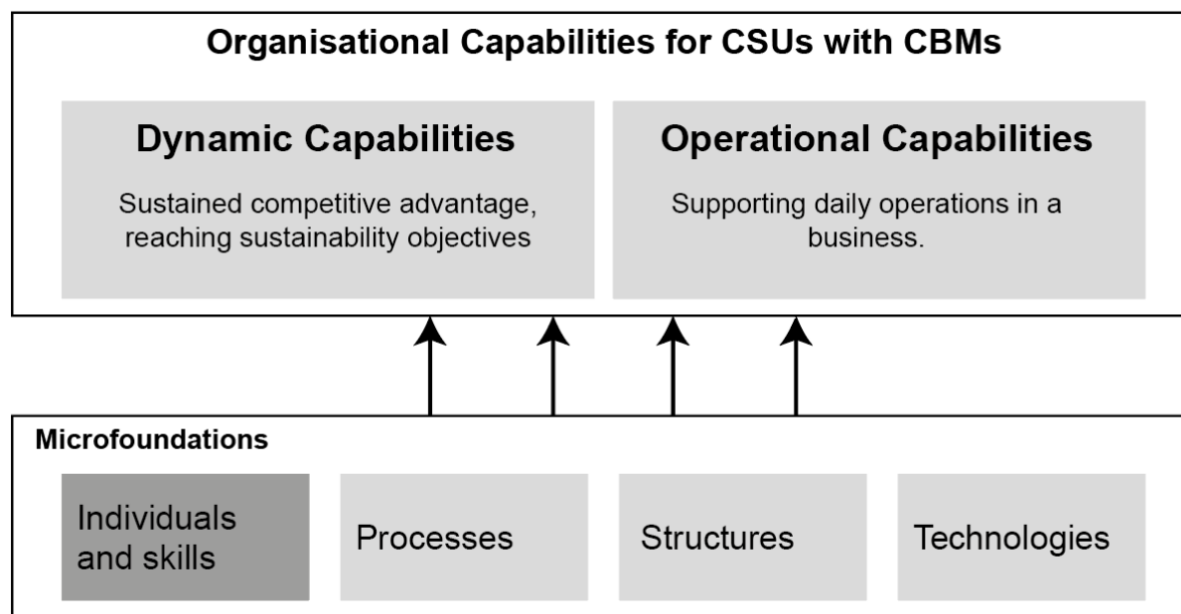 Organisational Capabilities for CSUs with CBMs
Dynamic Capabilities
Sustained competitive advantage,
reaching sustainability objectives
Operational Capabilities
Supporting daily operations in a
business.
Microfoundations
Individuals
and skills
Processes
Structures
Technologies